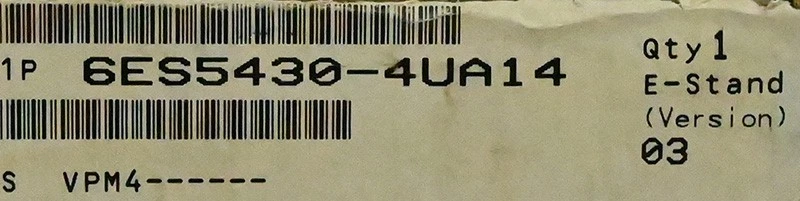 1P 6ES5430-4UA14
Qty 1
E-Stand
(Version)
03
S VPM4------